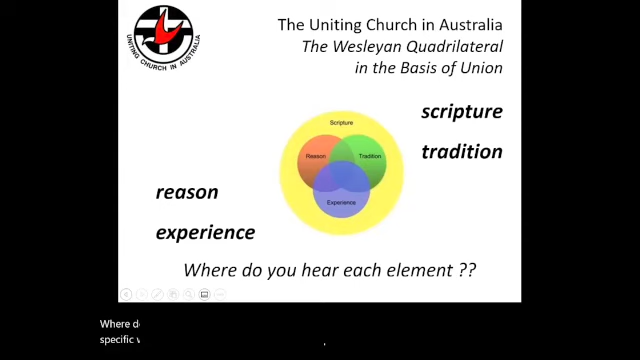 The Uniting Church in Australia
The Wesleyan Quadrilateral
in the Basis of Union
UNITING CHURCH IN AUSTRALIA
scripture
tradition
Scripture
Reason
Tradition
Experience
reason
experience
Where do you hear each element ??
Where
specific